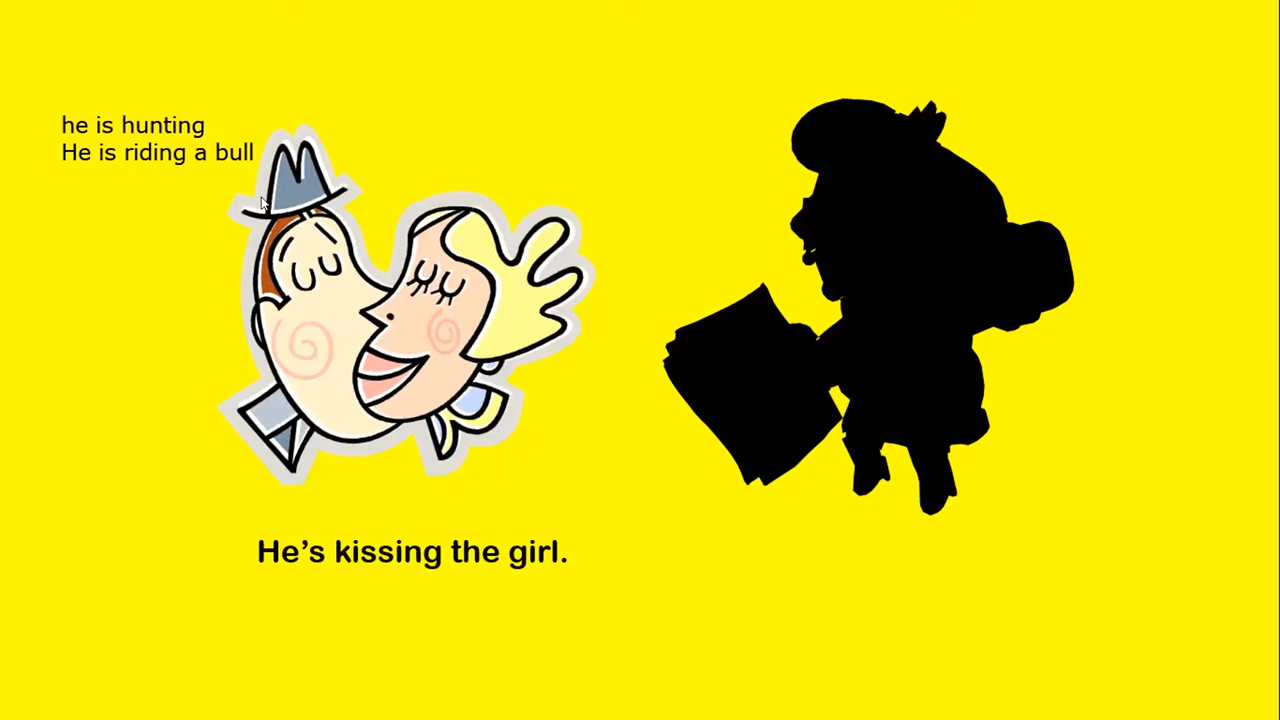 he is hunting
He is riding a bull
He's kissing the girl.